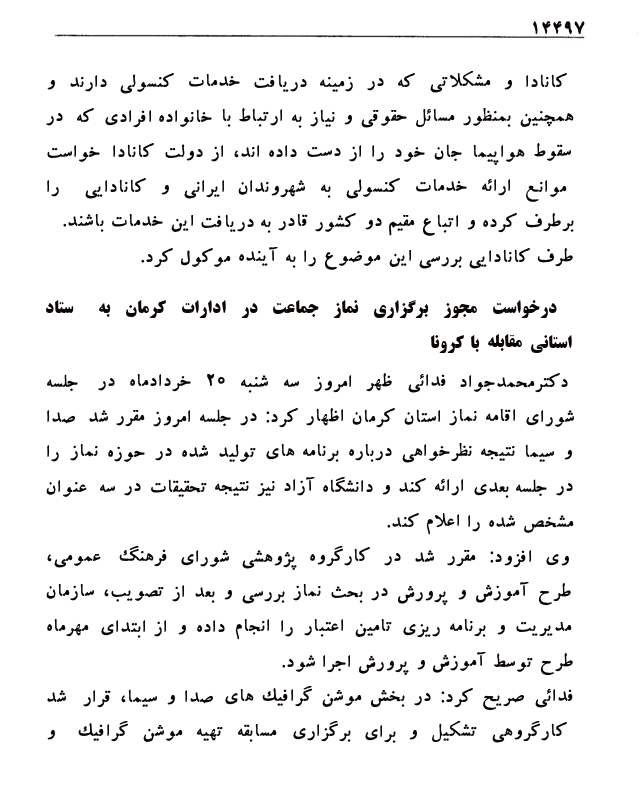 ۱۴۴۹۷
کانادا و مشکلاتی که در زمینه دریافت خدمات کنسولی دارند و
همچنین بمنظور مسائل حقوقی و نیاز به ارتباط با خانواده افرادی که در
سقوط هواپیما جان خود را از دست داده اند، از دولت کانادا خواست
موانع ارائه خدمات کنسولی به شهروندان ایرانی و کانادایی را
برطرف کرده و اتباع مقیم دو کشور قادر به دریافت این خدمات باشند.
طرف کانادایی بررسی این موضوع را به آینده موکول کرد.
درخواست مجوز برگزاری نماز جماعت در ادارات کرمان به ستاد
استانی مقابله با کرونا
دکترمحمدجواد فدائی ظهر امروز سه شنبه ۲۰ خردادماه در جلسه
شورای اقامه نماز استان کرمان اظهار کرد: در جلسه امروز مقرر شد صدا
و سیما نتیجه نظرخواهی درباره برنامه های تولید شده در حوزه نماز را
در جلسه بعدی ارائه کند و دانشگاه آزاد نیز نتیجه تحقیقات در سه عنوان
مشخص شده را اعلام کند.
وی افزود: مقرر شد در کارگروه پژوهشی شورای فرهنگ عمومی،
طرح آموزش و پرورش در بحث نماز بررسی و بعد از تصویب، سازمان
مدیریت و برنامه ریزی تامین اعتبار را انجام داده و از ابتدای مهرماه
طرح توسط آموزش و پرورش اجرا شود.
فدائی صریح کرد: در بخش موشن گرافیك های صدا و سیما، قرار شد
کارگروهی تشکیل و برای برگزاری مسابقه تهیه موشن گرافیك و